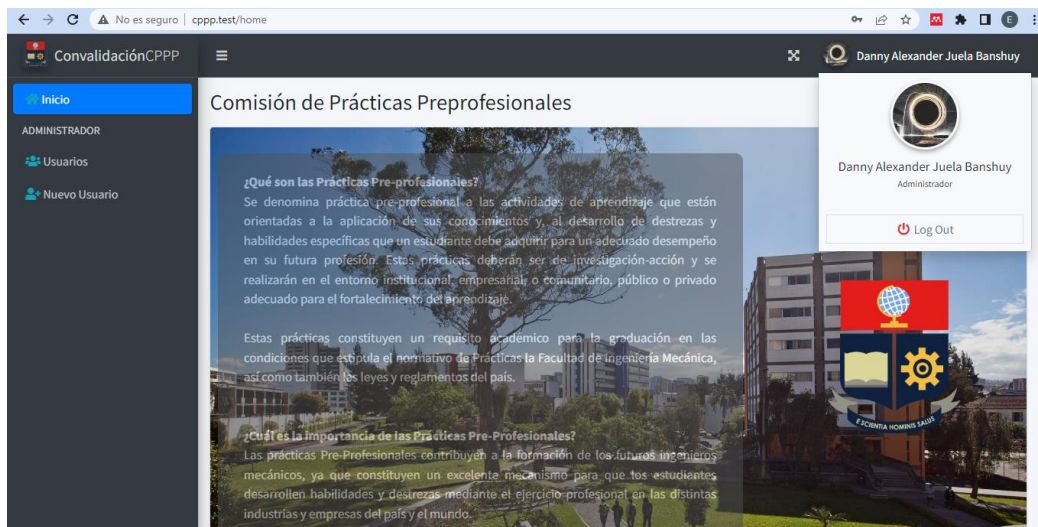 No es seguro | cppp.test/home
E
ConvalidaciónCPPP
Danny Alexander Juela Banshuy
Inicio
ADMINISTRADOR
Usuarios
Nuevo Usuario
Comisión de Prácticas Preprofesionales
Danny Alexander Juela Banshuy
Administrador
Log Out
¿Qué son las Prácticas Pre-profesionales?
Se denomina práctica pre-profesional a las actividades de aprendizaje que están
orientadas a la aplicación de sus conocimientos y, al desarrollo de destrezas y
habilidades específicas que un estudiante debe adquirir para un adecuado desempeño
en su futura profesión. Estas prácticas deberán ser de investigación-acción y se
realizarán en el entorno institucional, empresarial, o comunitario, público o privado
adecuado para el fortalecimiento del aprendizaje.
Estas prácticas constituyen un requisito académico para la graduación en las
condiciones que estipula el normativo de Prácticas la Facultad de Ingeniería Mecánica,
así como también las leyes y reglamentos del país.
¿Cuál es la importancia de las Prácticas Pre-Profesionales?
Las prácticas Pre-Profesionales contribuyen a la formación de los futuros ingenieros
mecánicos, ya que constituyen un excelente mecanismo para que los estudiantes
desarrollen habilidades y destrezas mediante el ejercicio profesional en las distintas
industrias y empresas del país y el mundo.
E SCIENTIA HOMINIS SALUS